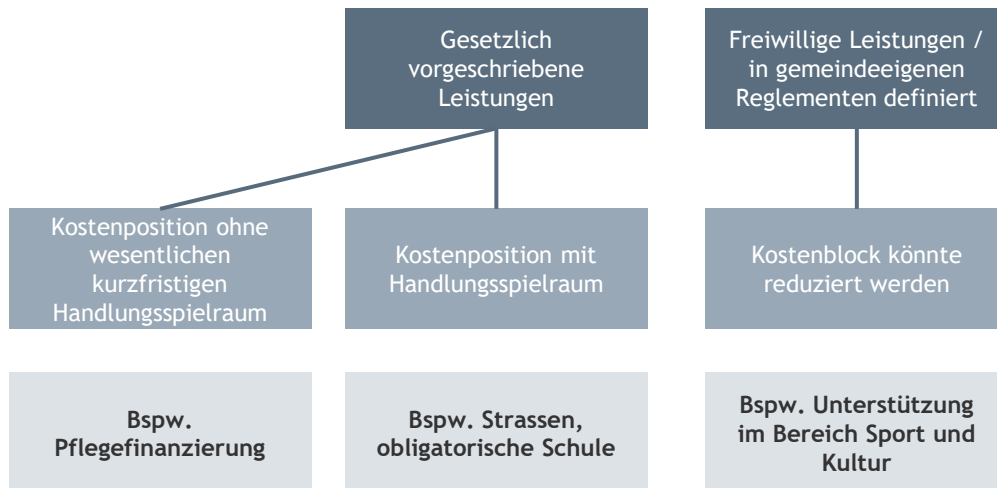 Gesetzlich
vorgeschriebene
Leistungen
Freiwillige Leistungen /
in gemeindeeigenen
Reglementen definiert
Kostenposition ohne
wesentlichen
kurzfristigen
Handlungsspielraum
Kostenposition mit
Handlungsspielraum
Kostenblock könnte
reduziert werden
Bspw.
Pflegefinanzierung
Bspw. Strassen,
obligatorische Schule
Bspw. Unterstützung
im Bereich Sport und
Kultur